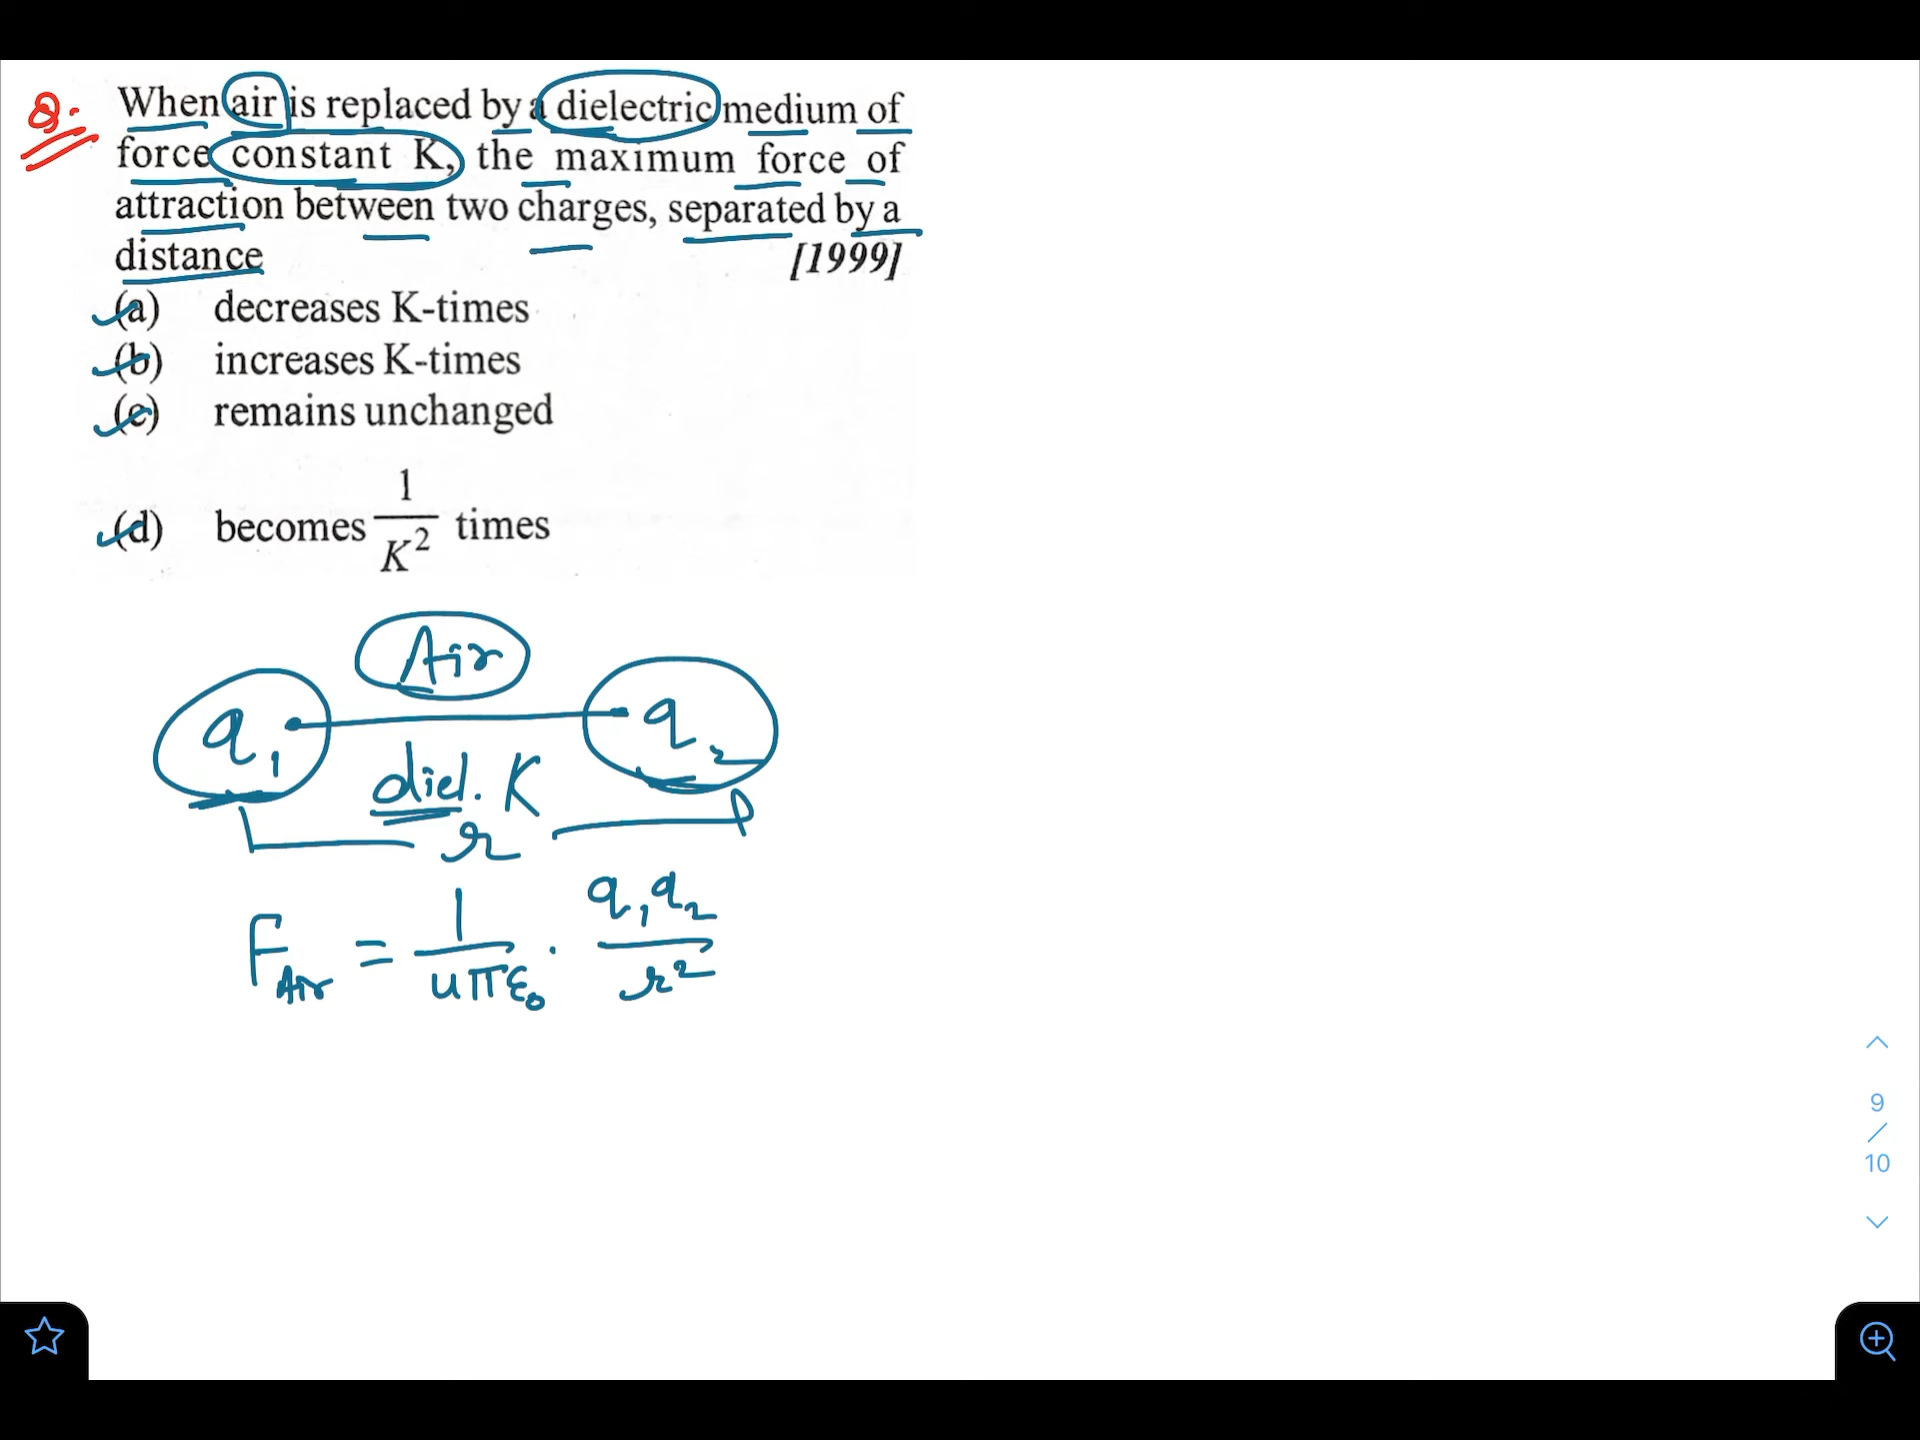 Q. When air is replaced by a dielectric medium of
force constant K, the maximum force of
attraction between two charges, separated by a
distance [1999]
(a) decreases K-times
(b) increases K-times
(c) remains unchanged
(d) becomes 1/K² times
Air
q₁ q₂
diel. K
r
F_Air = 1/4πε₀ · q₁q₂/r²
9
/
10